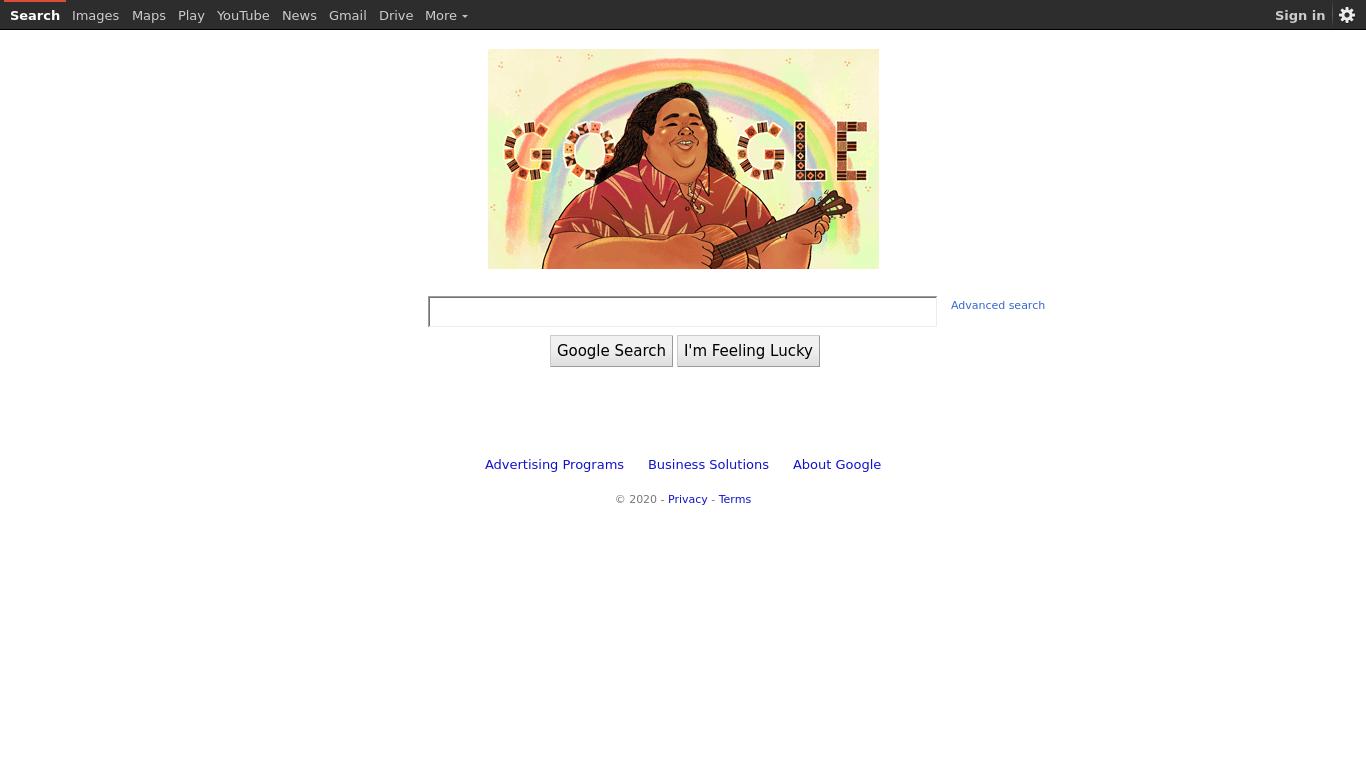 Search Images Maps Play YouTube News Gmail Drive More Sign in
GOOGLE
Advanced search
Google Search I'm Feeling Lucky
Advertising Programs Business Solutions About Google
© 2020 - Privacy - Terms